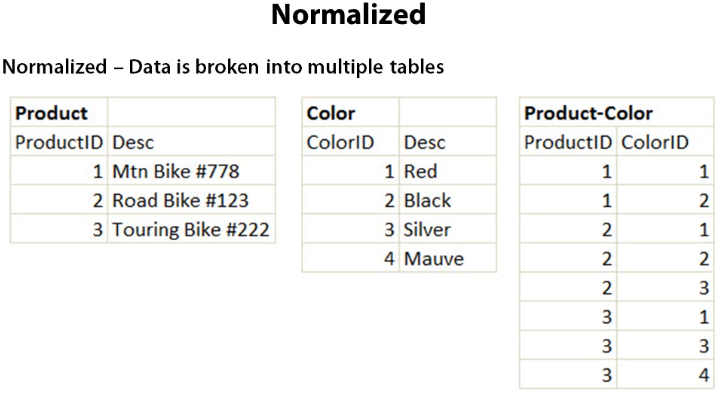 Normalized
Normalized – Data is broken into multiple tables
Product
ProductID Desc
1 Mtn Bike #778
2 Road Bike #123
3 Touring Bike #222
Color
ColorID Desc
1 Red
2 Black
3 Silver
4 Mauve
Product-Color
ProductID ColorID
1 1
1 2
2 1
2 2
2 3
3 1
3 3
3 4